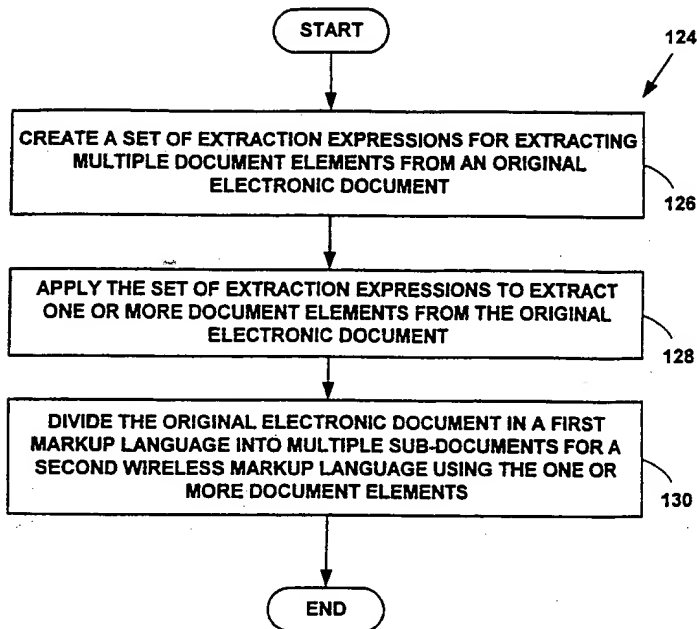 START
124
CREATE A SET OF EXTRACTION EXPRESSIONS FOR EXTRACTING
MULTIPLE DOCUMENT ELEMENTS FROM AN ORIGINAL
ELECTRONIC DOCUMENT
126
APPLY THE SET OF EXTRACTION EXPRESSIONS TO EXTRACT
ONE OR MORE DOCUMENT ELEMENTS FROM THE ORIGINAL
ELECTRONIC DOCUMENT
128
DIVIDE THE ORIGINAL ELECTRONIC DOCUMENT IN A FIRST
MARKUP LANGUAGE INTO MULTIPLE SUB-DOCUMENTS FOR A
SECOND WIRELESS MARKUP LANGUAGE USING THE ONE OR
MORE DOCUMENT ELEMENTS
130
END